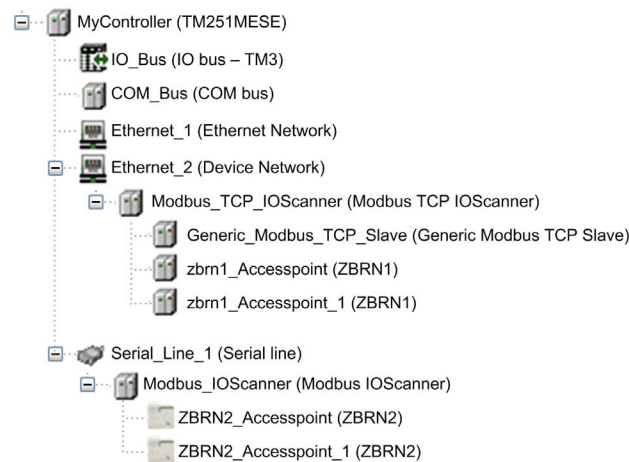 MyController (TM251MESE)
IO_Bus (IO bus – TM3)
COM_Bus (COM bus)
Ethernet_1 (Ethernet Network)
Ethernet_2 (Device Network)
Modbus_TCP_IOScanner (Modbus TCP IOScanner)
Generic_Modbus_TCP_Slave (Generic Modbus TCP Slave)
zbrn1_Accesspoint (ZBRN1)
zbrn1_Accesspoint_1 (ZBRN1)
Serial_Line_1 (Serial line)
Modbus_IOScanner (Modbus IOScanner)
ZBRN2_Accesspoint (ZBRN2)
ZBRN2_Accesspoint_1 (ZBRN2)